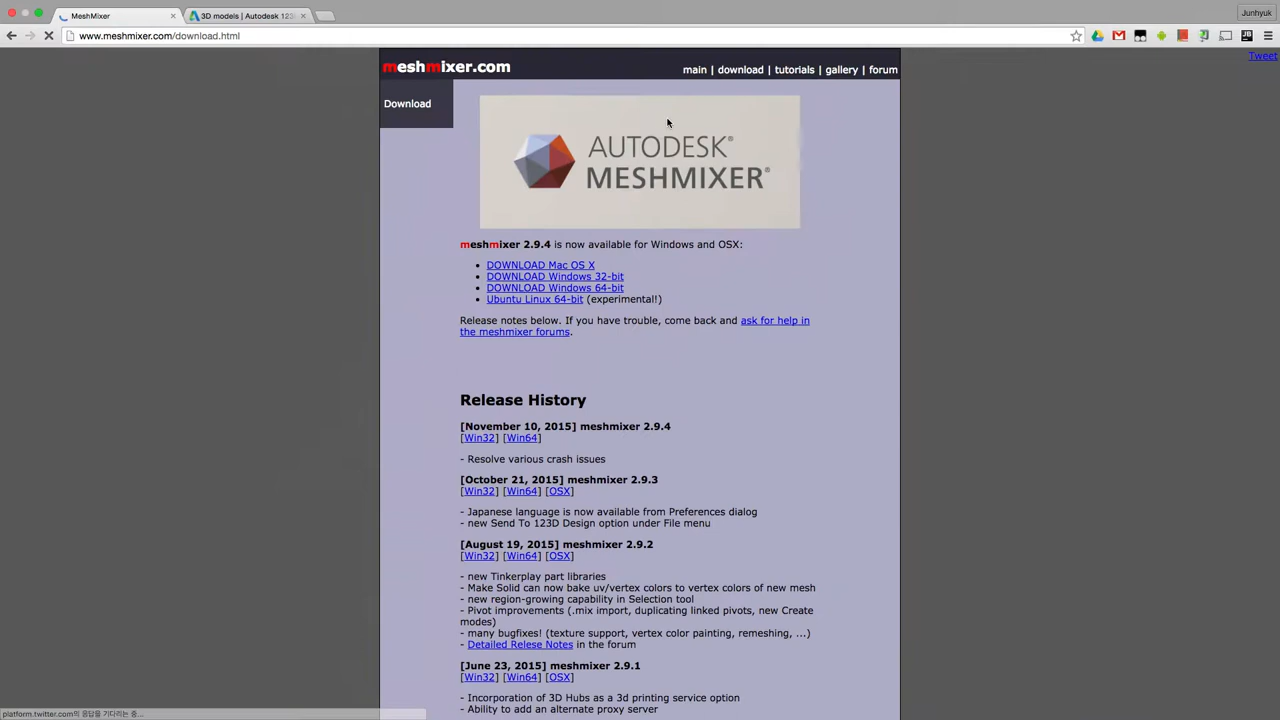 MeshMixer
3D models | Autodesk 123
Junhyuk
www.meshmixer.com/download.html
Tweet
meshmixer.com
main | download | tutorials | gallery | forum
Download
AUTODESK®
MESHMIXER®
meshmixer 2.9.4 is now available for Windows and OSX:
• DOWNLOAD Mac OS X
• DOWNLOAD Windows 32-bit
• DOWNLOAD Windows 64-bit
• Ubuntu Linux 64-bit (experimental!)
Release notes below. If you have trouble, come back and ask for help in
the meshmixer forums.
Release History
[November 10, 2015] meshmixer 2.9.4
[Win32] [Win64]
- Resolve various crash issues
[October 21, 2015] meshmixer 2.9.3
[Win32] [Win64] [OSX]
- Japanese language is now available from Preferences dialog
- new Send To 123D Design option under File menu
[August 19, 2015] meshmixer 2.9.2
[Win32] [Win64] [OSX]
- new Tinkerplay part libraries
- Make Solid can now bake uv/vertex colors to vertex colors of new mesh
- new region-growing capability in Selection tool
- Pivot improvements (.mix import, duplicating linked pivots, new Create
modes)
- many bugfixes! (texture support, vertex color painting, remeshing, ...)
- Detailed Relese Notes in the forum
[June 23, 2015] meshmixer 2.9.1
[Win32] [Win64] [OSX]
- Incorporation of 3D Hubs as a 3d printing service option
- Ability to add an alternate proxy server
platform.twitter.com의 응답을 기다리는 중...